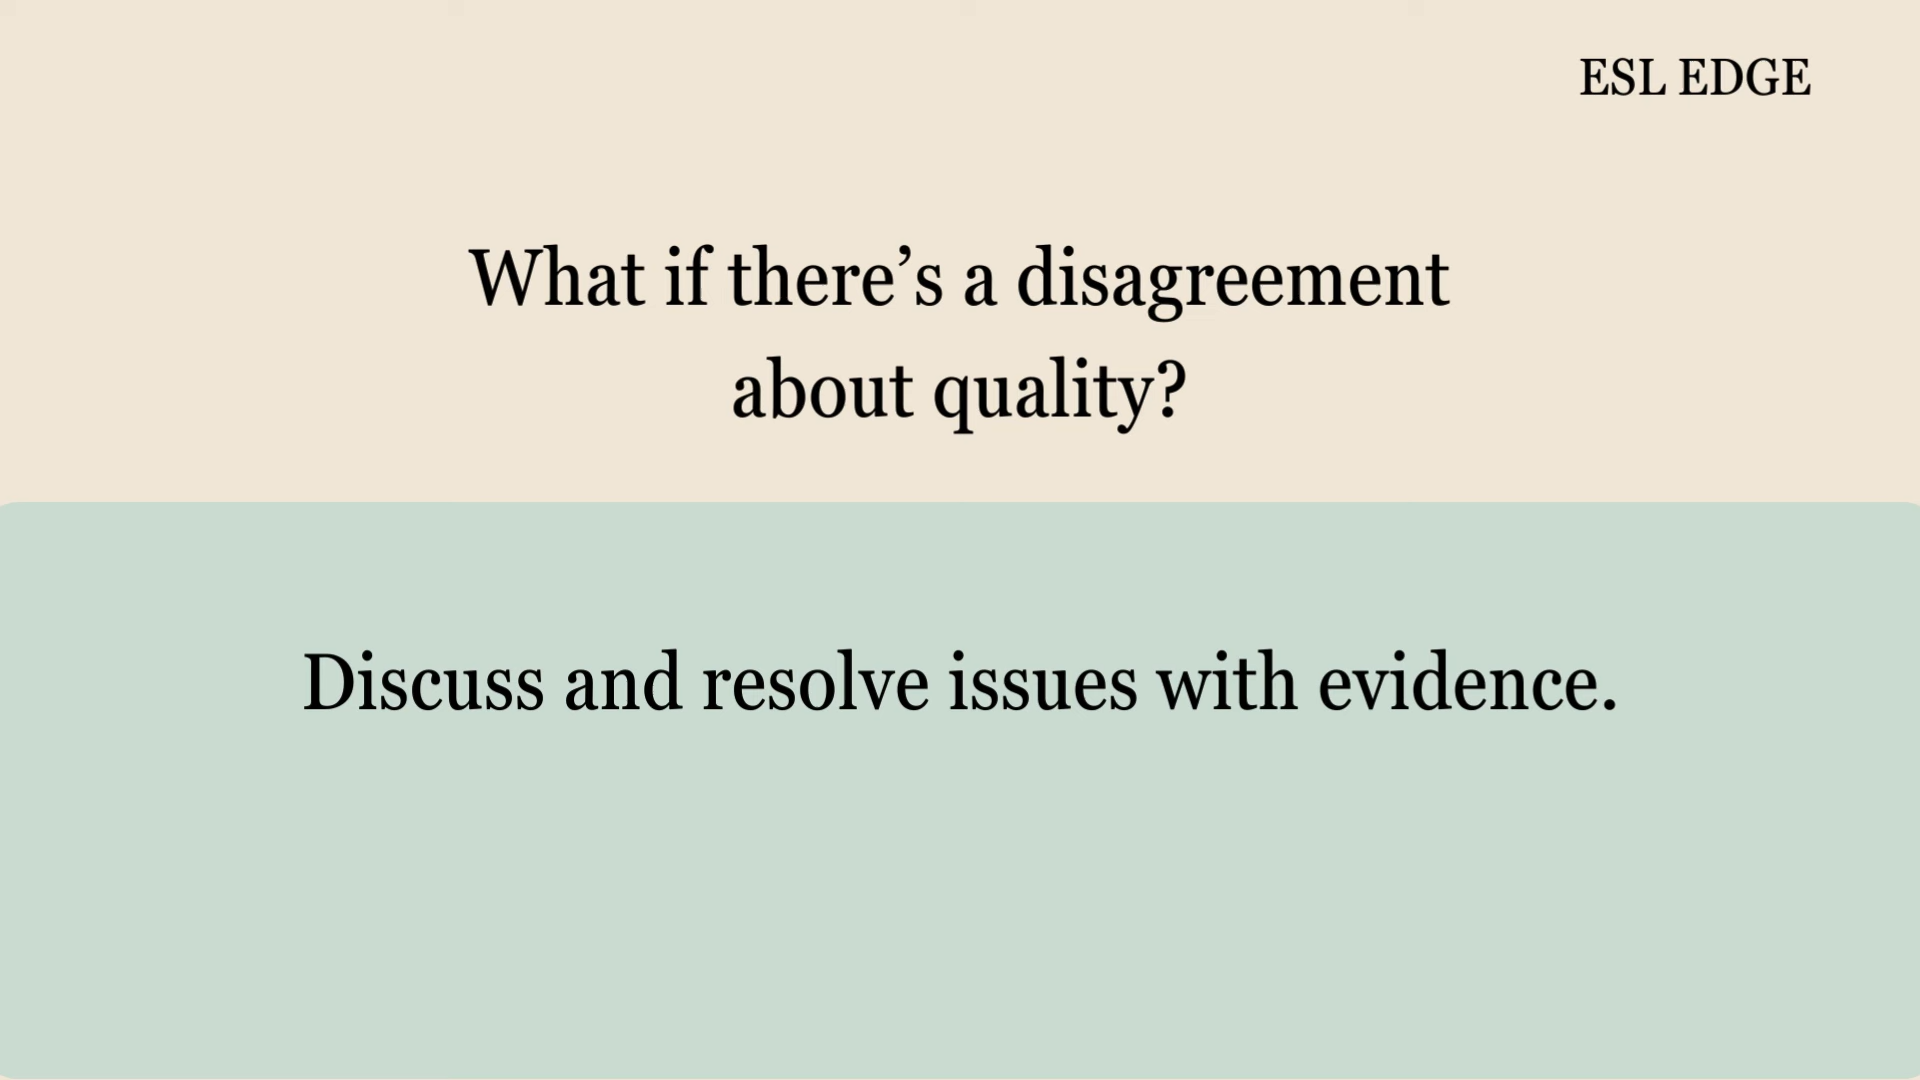 ESL EDGE
What if there’s a disagreement
about quality?
Discuss and resolve issues with evidence.